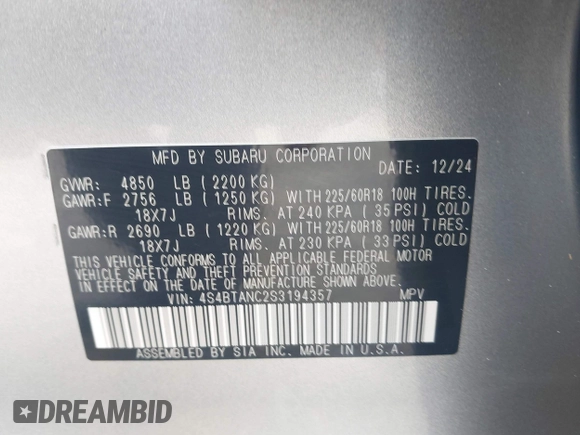 MFD BY SUBARU CORPORATION
DATE: 12/24
GVWR: 4850 LB ( 2200 KG)
GAWR:F 2756 LB ( 1250 KG) WITH 225/60R18 100H TIRES.
18X7J RIMS. AT 240 KPA ( 35 PSI) COLD
GAWR:R 2690 LB ( 1220 KG) WITH 225/60R18 100H TIRES.
18X7J RIMS. AT 230 KPA ( 33 PSI) COLD
THIS VEHICLE CONFORMS TO ALL APPLICABLE FEDERAL MOTOR
VEHICLE SAFETY AND THEFT PREVENTION STANDARDS
IN EFFECT ON THE DATE OF MANUFACTURE SHOWN ABOVE.
VIN: 4S4BTANC2S3194357 MPV
ASSEMBLED BY SIA INC. MADE IN U.S.A.
DREAMBID